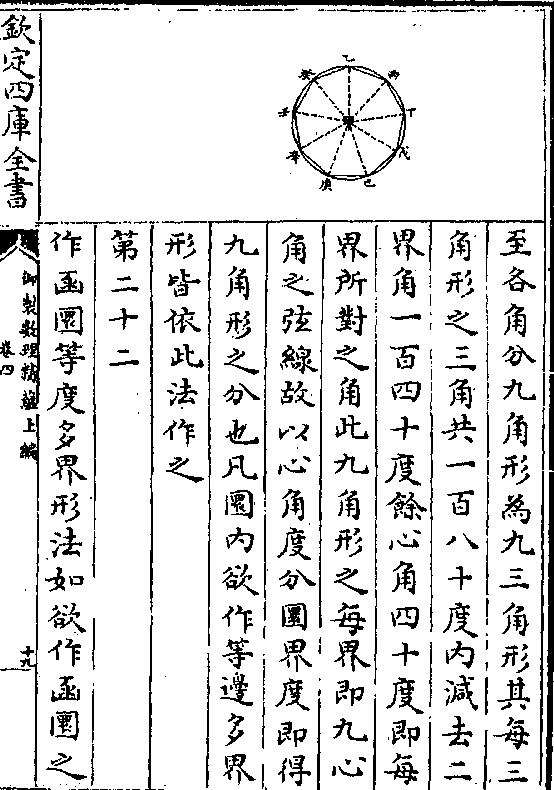 至各角分九角形為九三角形其每三
角形之三角共一百八十度內減去二
界角一百四十度餘心角四十度即每
界所對之角此九角形之每界即九心
角之弦線故以心角度分圜界度即得
九角形之分也凡圜內欲作等邊多界
形皆依此法作之
第二十二
作函圜等度多界形法如欲作函圜之
欽定四庫全書
御製數理精蘊上編
卷四
十九
乙
丙
丁
戊
己
庚
辛
壬
癸